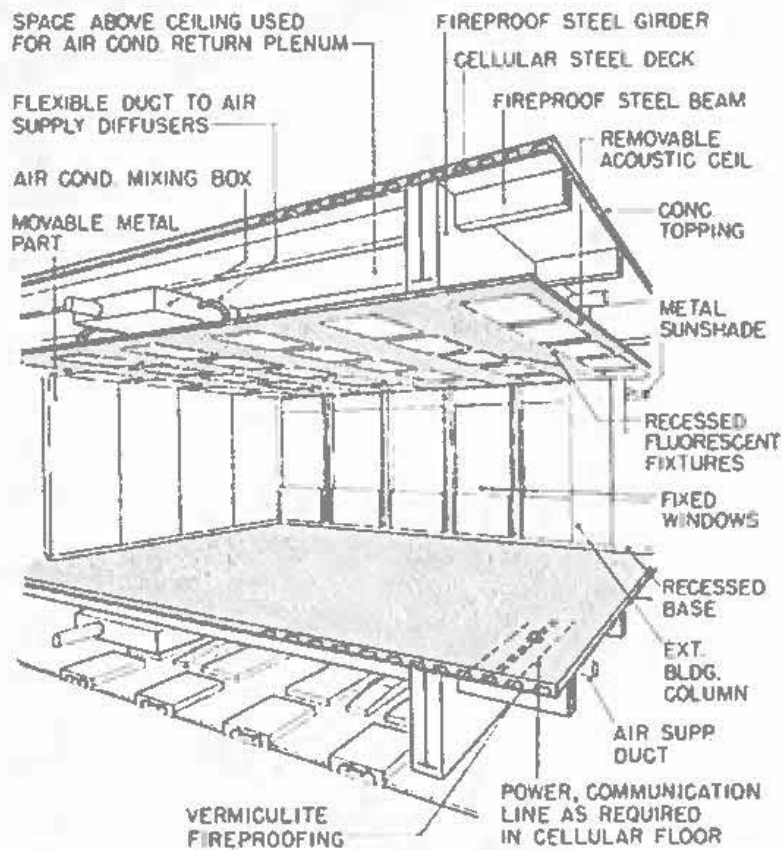 SPACE ABOVE CEILING USED
FOR AIR COND. RETURN PLENUM
FLEXIBLE DUCT TO AIR
SUPPLY DIFFUSERS
AIR COND. MIXING BOX
MOVABLE METAL
PART
FIREPROOF STEEL GIRDER
CELLULAR STEEL DECK
FIREPROOF STEEL BEAM
REMOVABLE
ACOUSTIC CEIL
CONC.
TOPPING
METAL
SUNSHADE
RECESSED
FLUORESCENT
FIXTURES
FIXED
WINDOWS
RECESSED
BASE
EXT.
BLDG.
COLUMN
AIR SUPP.
DUCT
POWER, COMMUNICATION
LINE AS REQUIRED
IN CELLULAR FLOOR
VERMICULITE
FIREPROOFING